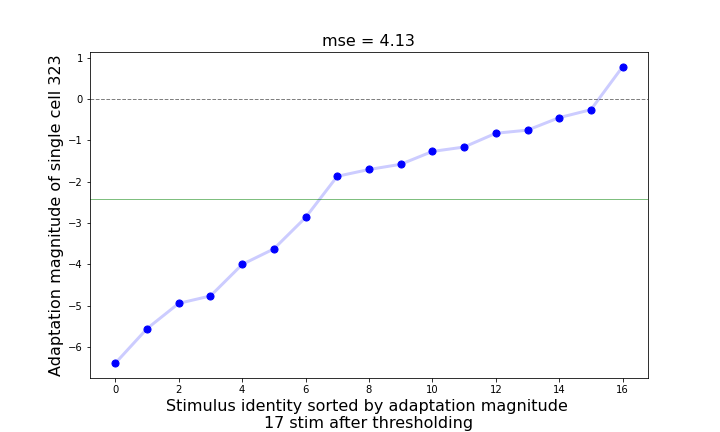 mse = 4.13
Adaptation magnitude of single cell 323
1
0
−1
−2
−3
−4
−5
−6
0 2 4 6 8 10 12 14 16
Stimulus identity sorted by adaptation magnitude
17 stim after thresholding